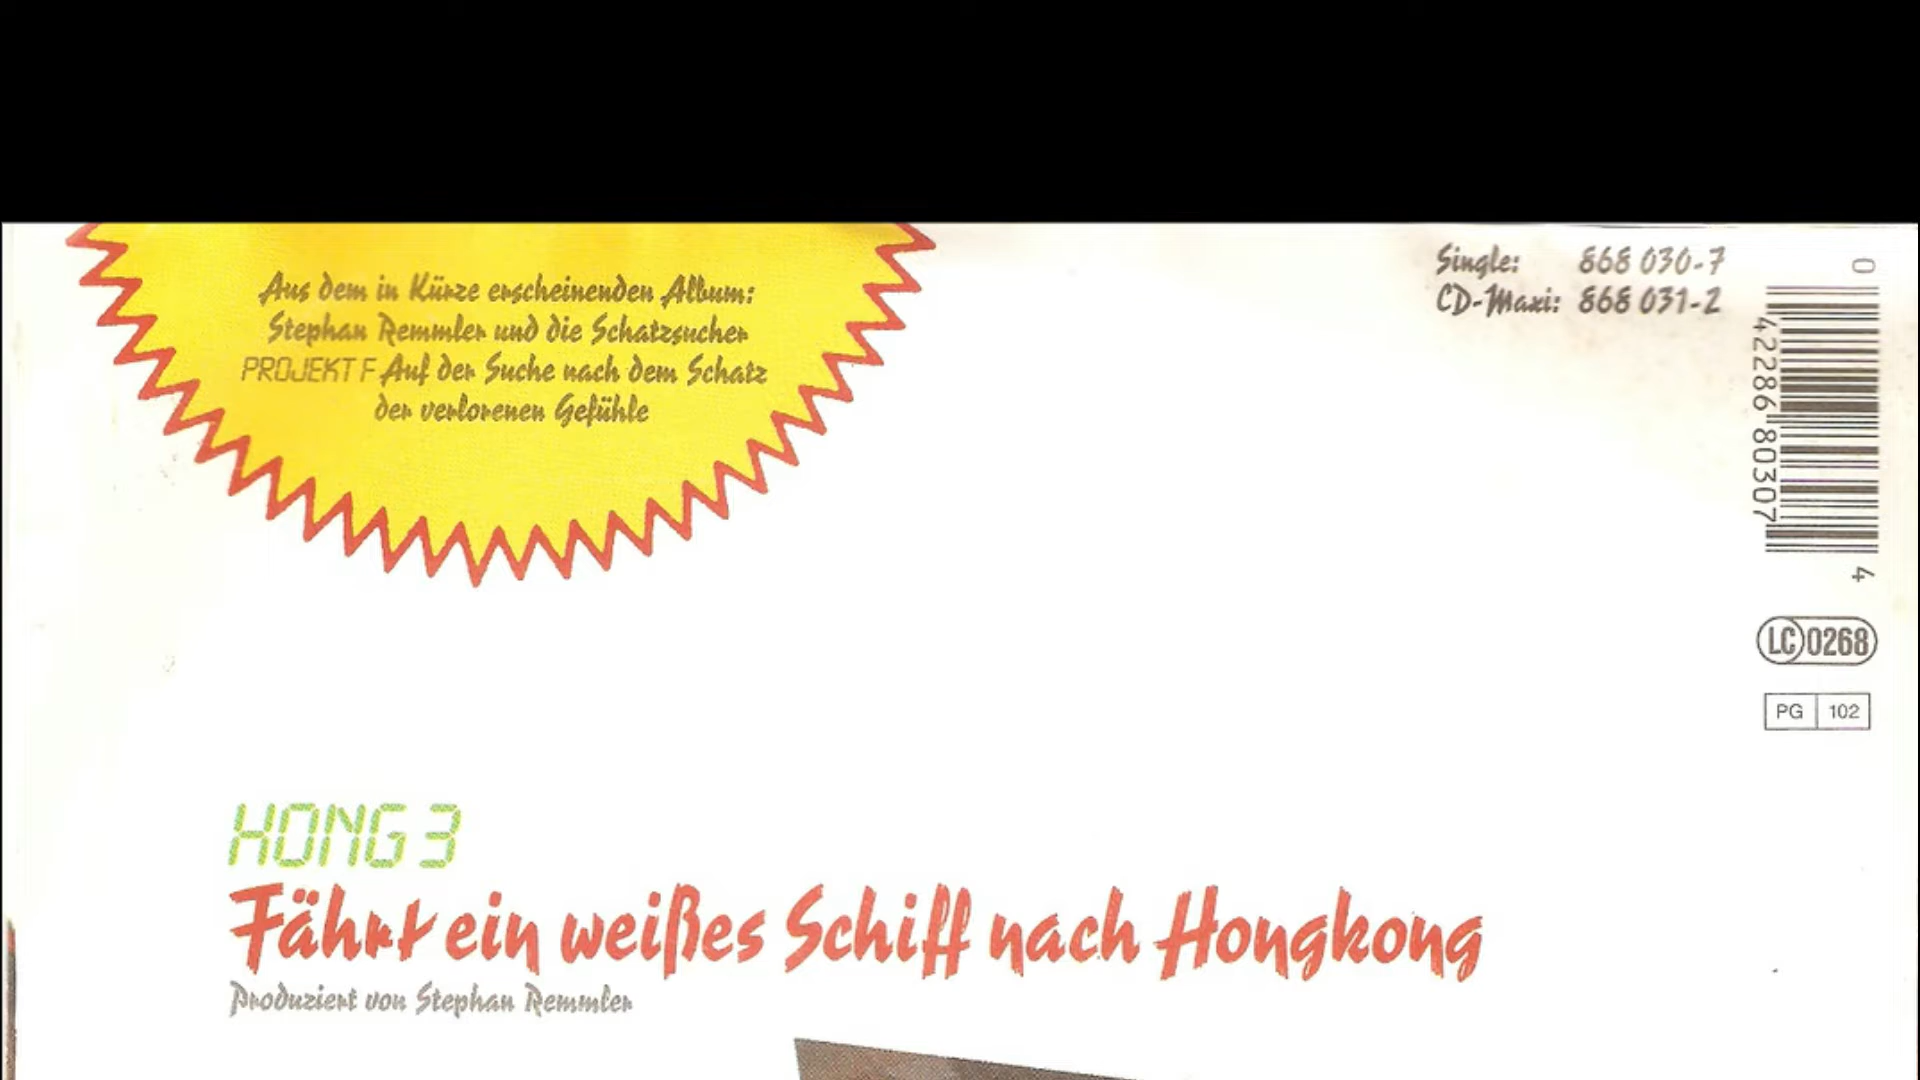 Aus dem in Kürze erscheinenden Album:
Stephan Remmler und die Schatzsucher
PROJEKT F Auf der Suche nach dem Schatz
der verlorenen Gefühle
Single: 868 030-7
CD-Maxi: 868 031-2
0 42286 80307 4
LC 0268
PG 102
HONG 3
Fährt ein weißes Schiff nach Hongkong
Produziert von Stephan Remmler